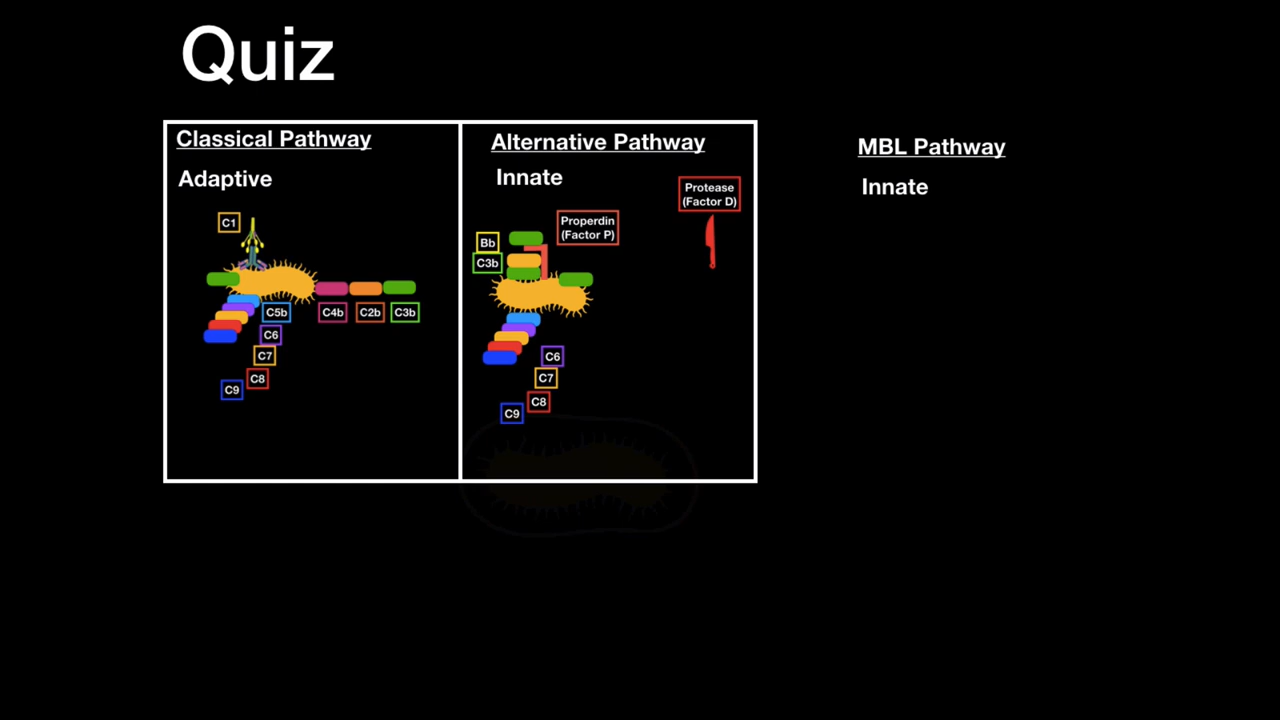 Quiz
Classical Pathway
Adaptive
C1
C5b
C4b
C2b
C3b
C6
C7
C8
C9
Alternative Pathway
Innate
Protease
(Factor D)
Properdin
(Factor P)
Bb
C3b
C6
C7
C8
C9
MBL Pathway
Innate